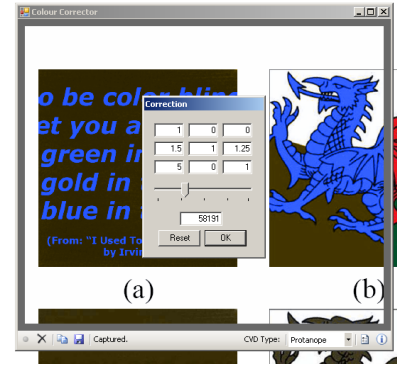 Colour Corrector
o be color blin
et you a
green in
gold in
blue in
(From: "I Used To
by Irvin
Correction
1 0 0
1.5 1 1.25
5 0 1
58191
Reset OK
(a) (b)
Captured. CVD Type: Protanope